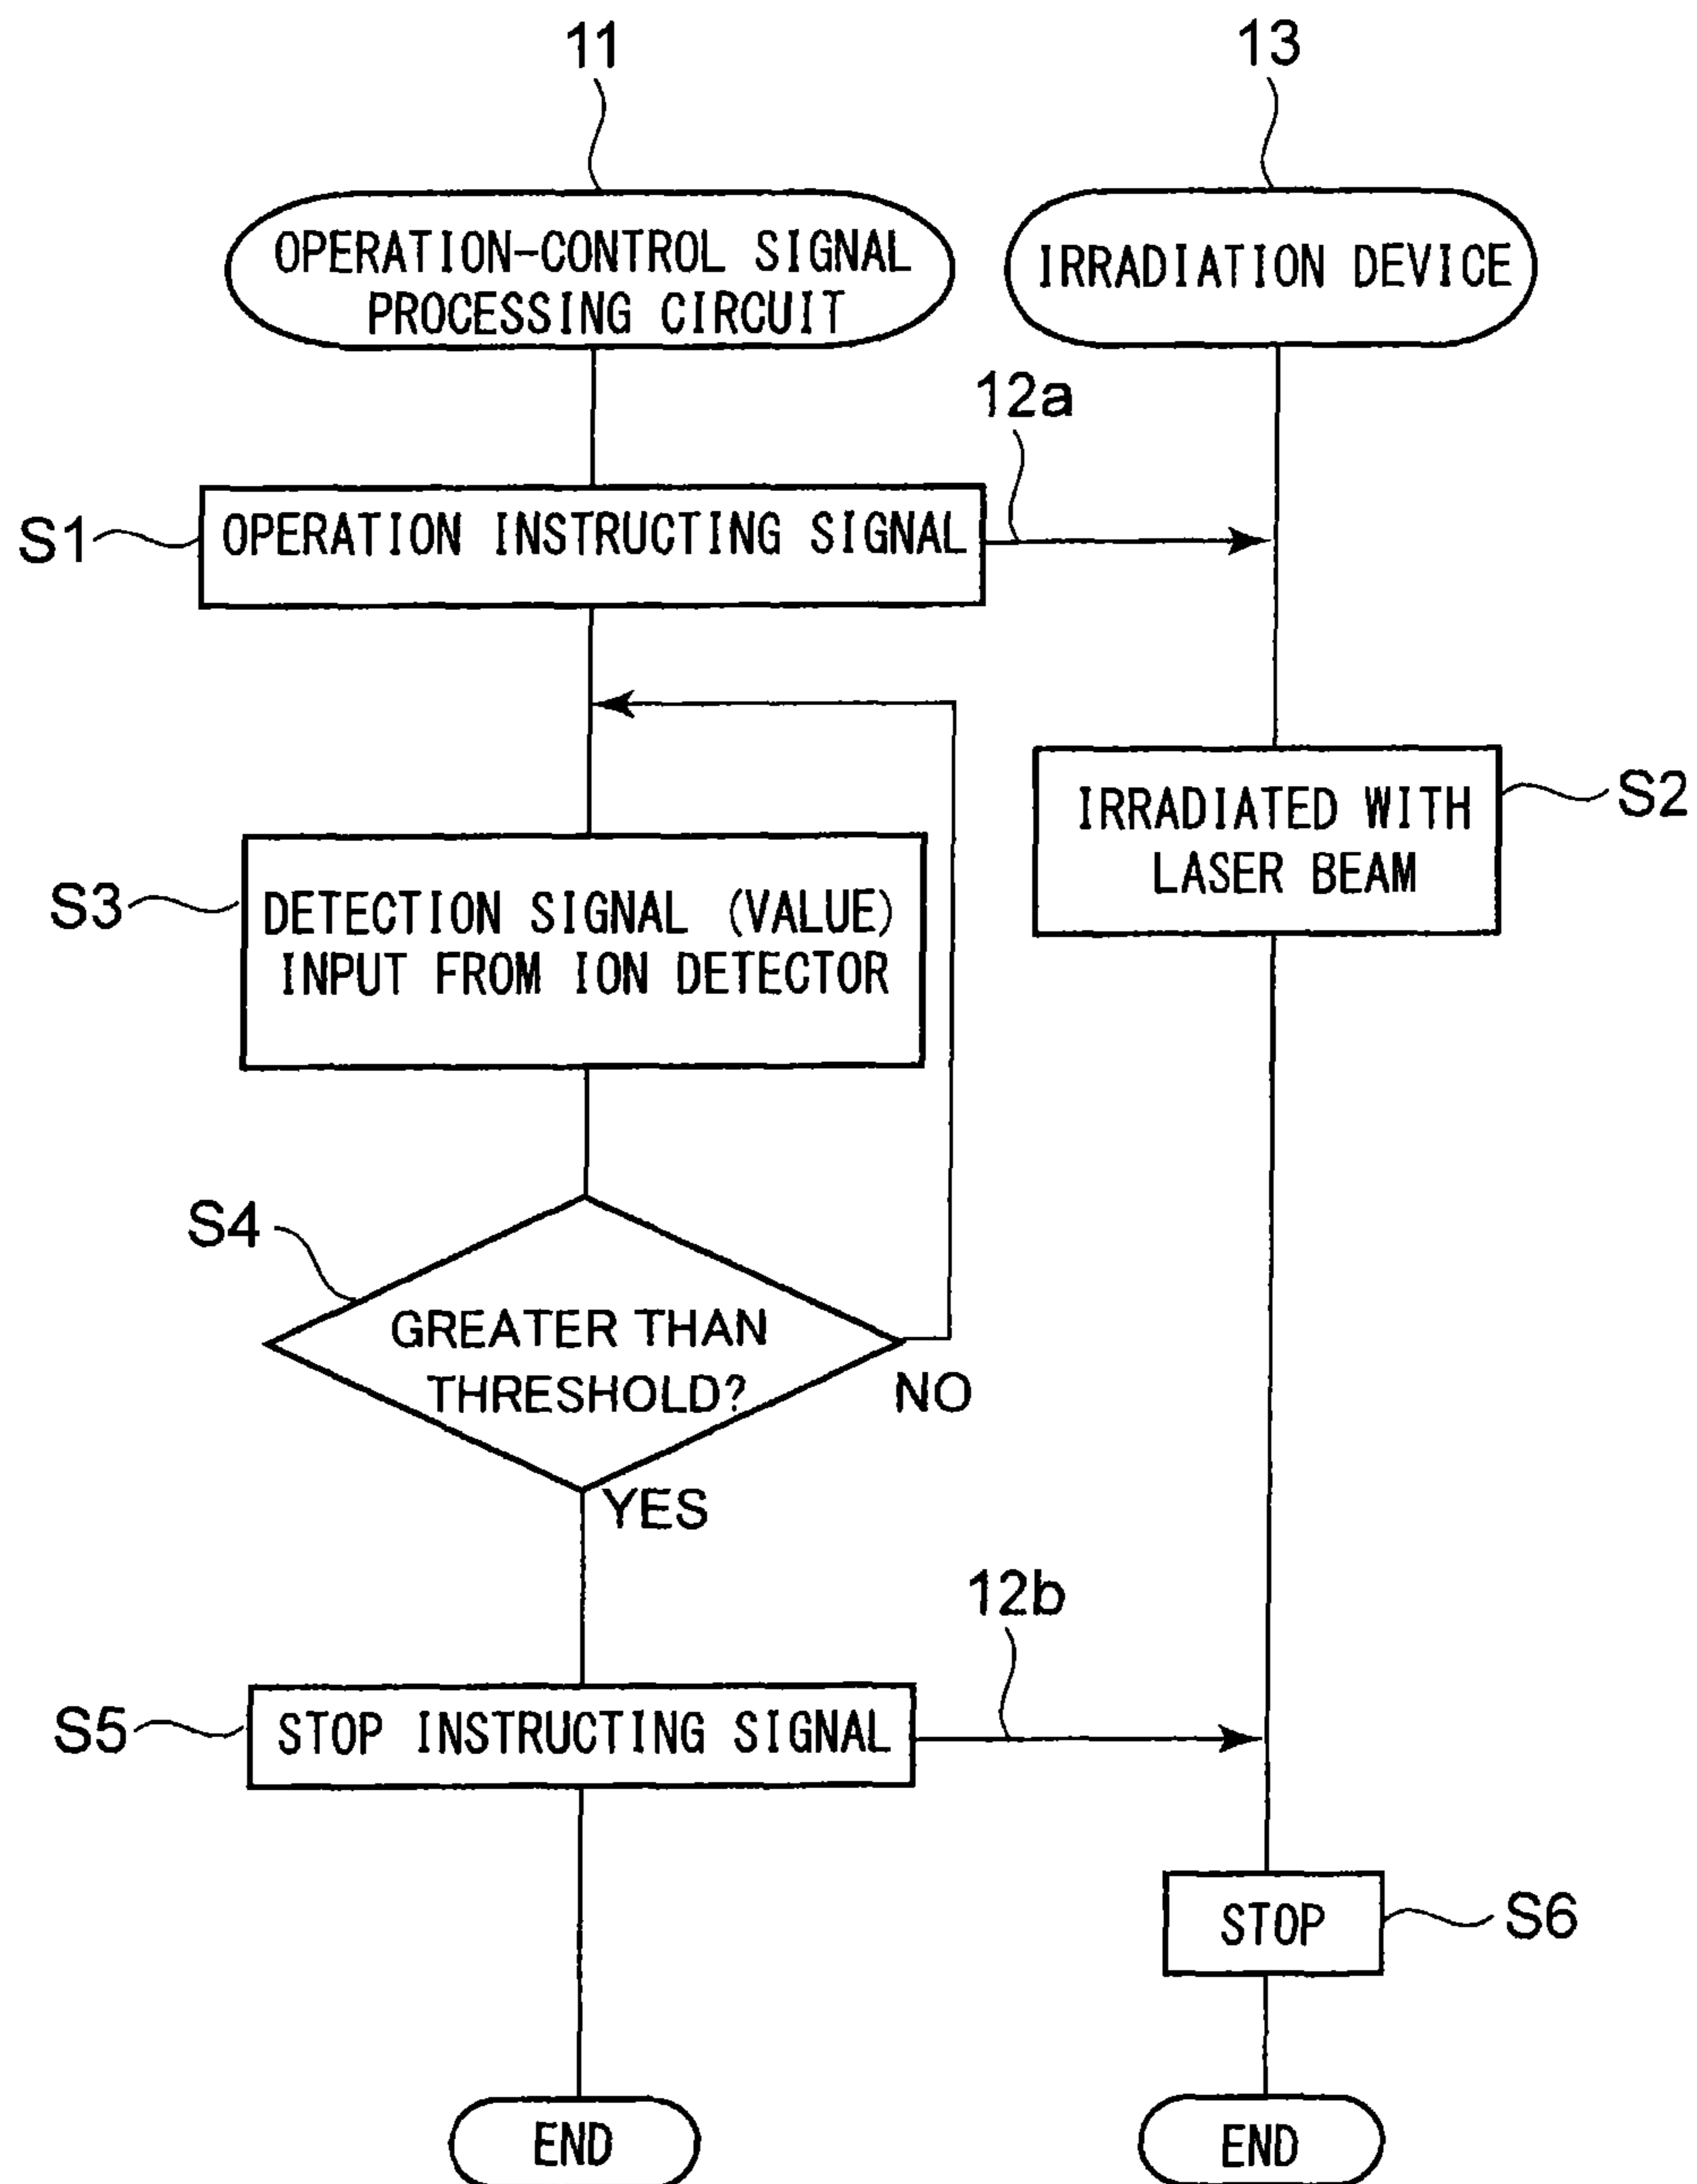 11
13
OPERATION-CONTROL SIGNAL
PROCESSING CIRCUIT
IRRADIATION DEVICE
12a
S1
OPERATION INSTRUCTING SIGNAL
IRRADIATED WITH
LASER BEAM
S2
S3
DETECTION SIGNAL (VALUE)
INPUT FROM ION DETECTOR
S4
GREATER THAN
THRESHOLD?
NO
YES
12b
S5
STOP INSTRUCTING SIGNAL
STOP
S6
END
END